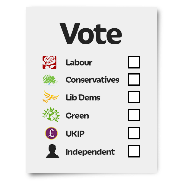 Vote
Labour
Conservatives
Lib Dems
Green
UKIP
Independent